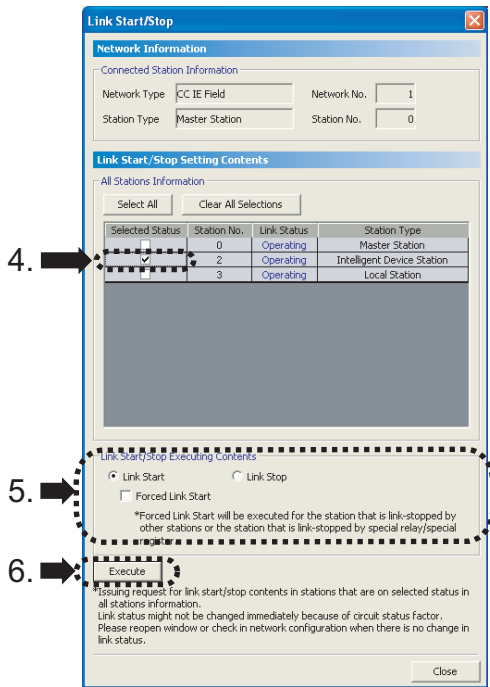 Link Start/Stop
Network Information
Connected Station Information
Network Type CC IE Field Network No. 1
Station Type Master Station Station No. 0
Link Start/Stop Setting Contents
All Stations Information
Select All Clear All Selections
Selected Status Station No. Link Status Station Type
0 Operating Master Station
4. 2 Operating Intelligent Device Station
3 Operating Local Station
Link Start/Stop Executing Contents
5. Link Start Link Stop
Forced Link Start
*Forced Link Start will be executed for the station that is link-stopped by
other stations or the station that is link-stopped by special relay/special
register.
6. Execute
*Issuing request for link start/stop contents in stations that are on selected status in
all stations information.
Link status might not be changed immediately because of circuit status factor.
Please reopen window or check in network configuration when there is no change in
link status.
Close